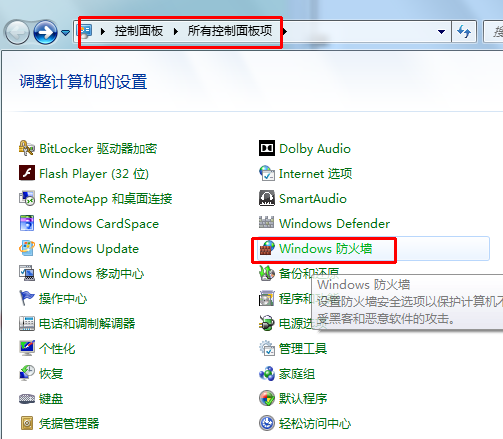 控制面板 所有控制面板项
调整计算机的设置
BitLocker 驱动器加密
Dolby Audio
Flash Player (32 位)
Internet 选项
RemoteApp 和桌面连接
SmartAudio
Windows CardSpace
Windows Defender
Windows Update
Windows 防火墙
Windows 移动中心
备份和还原
Windows 防火墙
设置防火墙安全选项以保护计算机不
受黑客和恶意软件的攻击。
操作中心
程序和
电话和调制解调器
电源选
个性化
管理工具
恢复
家庭组
键盘
默认程序
凭据管理器
轻松访问中心